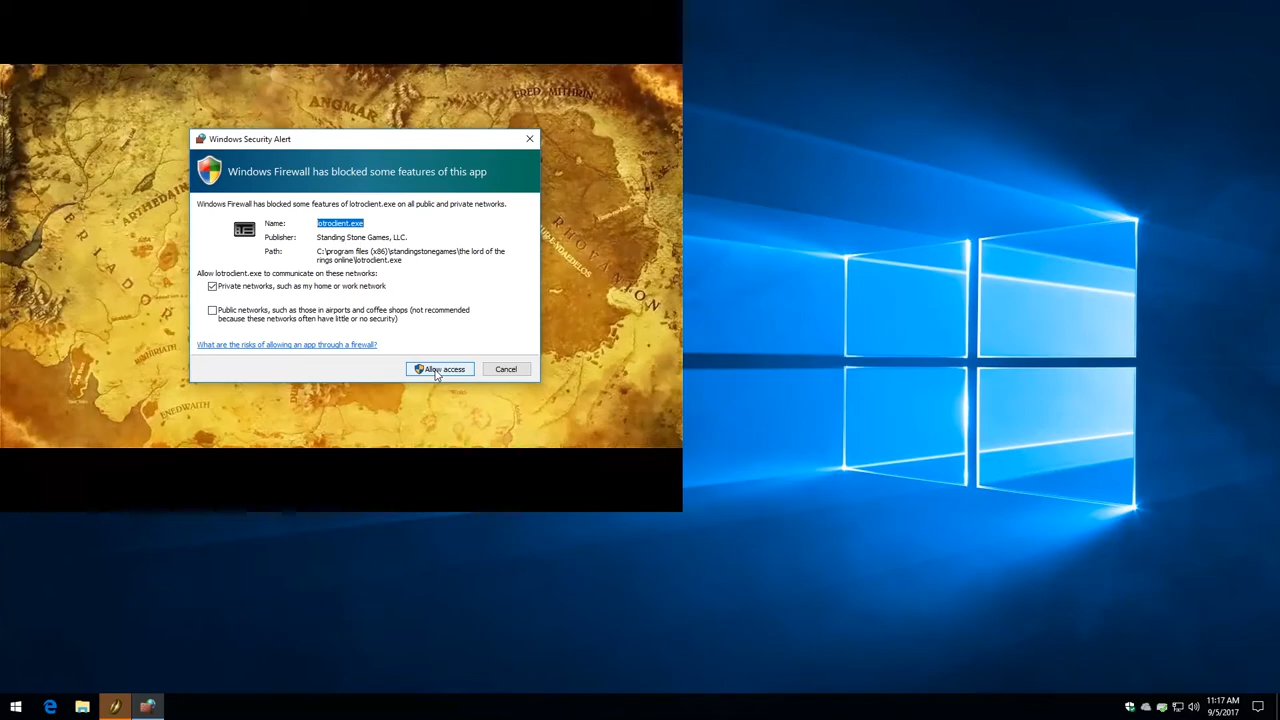 ANGMAR
ERED MITHRIN
Windows Security Alert
Windows Firewall has blocked some features of this app
Windows Firewall has blocked some features of lotroclient.exe on all public and private networks.
Name: lotroclient.exe
Publisher: Standing Stone Games, LLC.
Path: C:\program files (x86)\standingstonegames\the lord of the
rings online\lotroclient.exe
Allow lotroclient.exe to communicate on these networks:
Private networks, such as my home or work network
Public networks, such as those in airports and coffee shops (not recommended
because these networks often have little or no security)
What are the risks of allowing an app through a firewall?
Allow access
Cancel
RHOVANION
ENEDWAITH
11:17 AM
9/5/2017